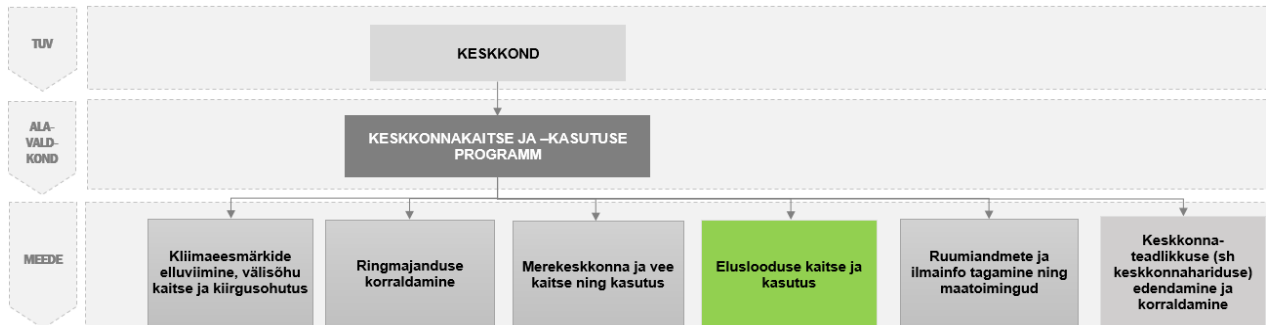 TUV
KESKKOND
ALA-
VALD-
KOND
KESKKONNAKAITSE JA –KASUTUSE
PROGRAMM
MEEDE
Kliimaeesmärkide
elluviimine, välisõhu
kaitse ja kiirgusohutus
Ringmajanduse
korraldamine
Merekeskkonna ja vee
kaitse ning kasutus
Eluslooduse kaitse ja
kasutus
Ruumiandmete ja
ilmainfo tagamine ning
maatoimingud
Keskkonna-
teadlikkuse (sh
keskkonnahariduse)
edendamine ja
korraldamine